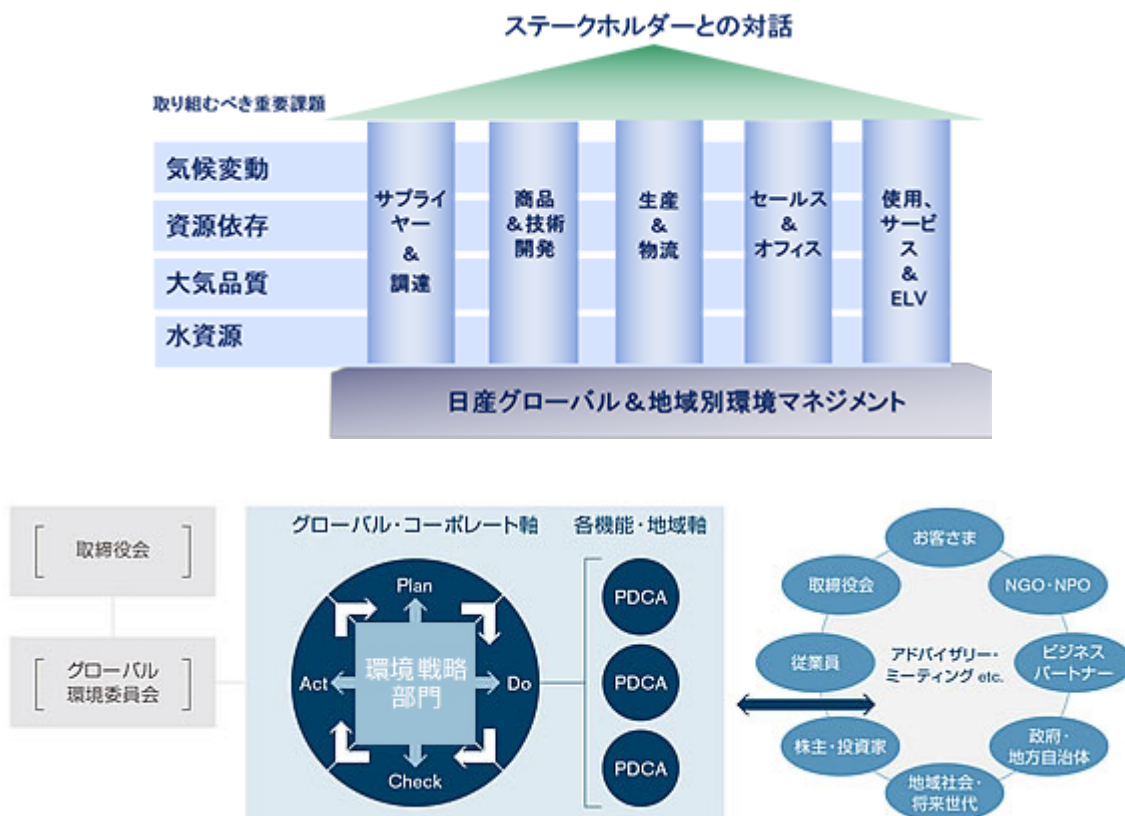 ステークホルダーとの対話
取り組むべき重要課題
気候変動
資源依存
大気品質
水資源
サプライ
ヤー
&
調達
商品
&技術
開発
生産
&
物流
セールス
&
オフィス
使用、
サービ
ス
&
ELV
日産グローバル&地域別環境マネジメント
取締役会
グローバル
環境委員会
グローバル・コーポレート軸
Plan
Act
環境戦略
部門
Do
Check
各機能・地域軸
PDCA
PDCA
PDCA
お客さま
取締役会
NGO・NPO
従業員
アドバイザリー・
ミーティング etc.
ビジネス
パートナー
株主・投資家
政府・
地方自治体
地域社会・
将来世代